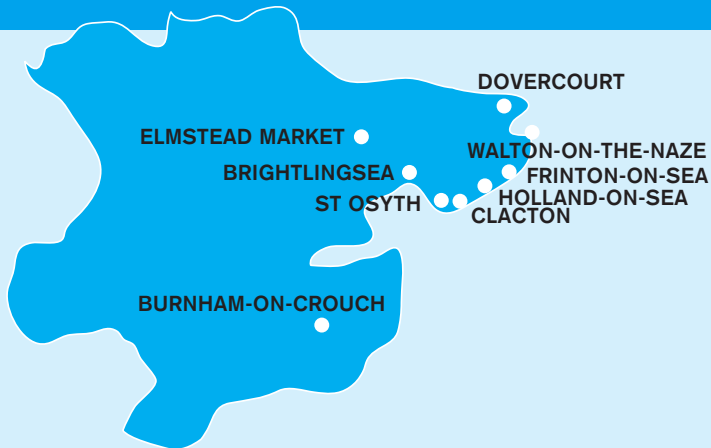 DOVERCOURT
ELMSTEAD MARKET
WALTON-ON-THE-NAZE
BRIGHTLINGSEA
FRINTON-ON-SEA
ST OSYTH
HOLLAND-ON-SEA
CLACTON
BURNHAM-ON-CROUCH